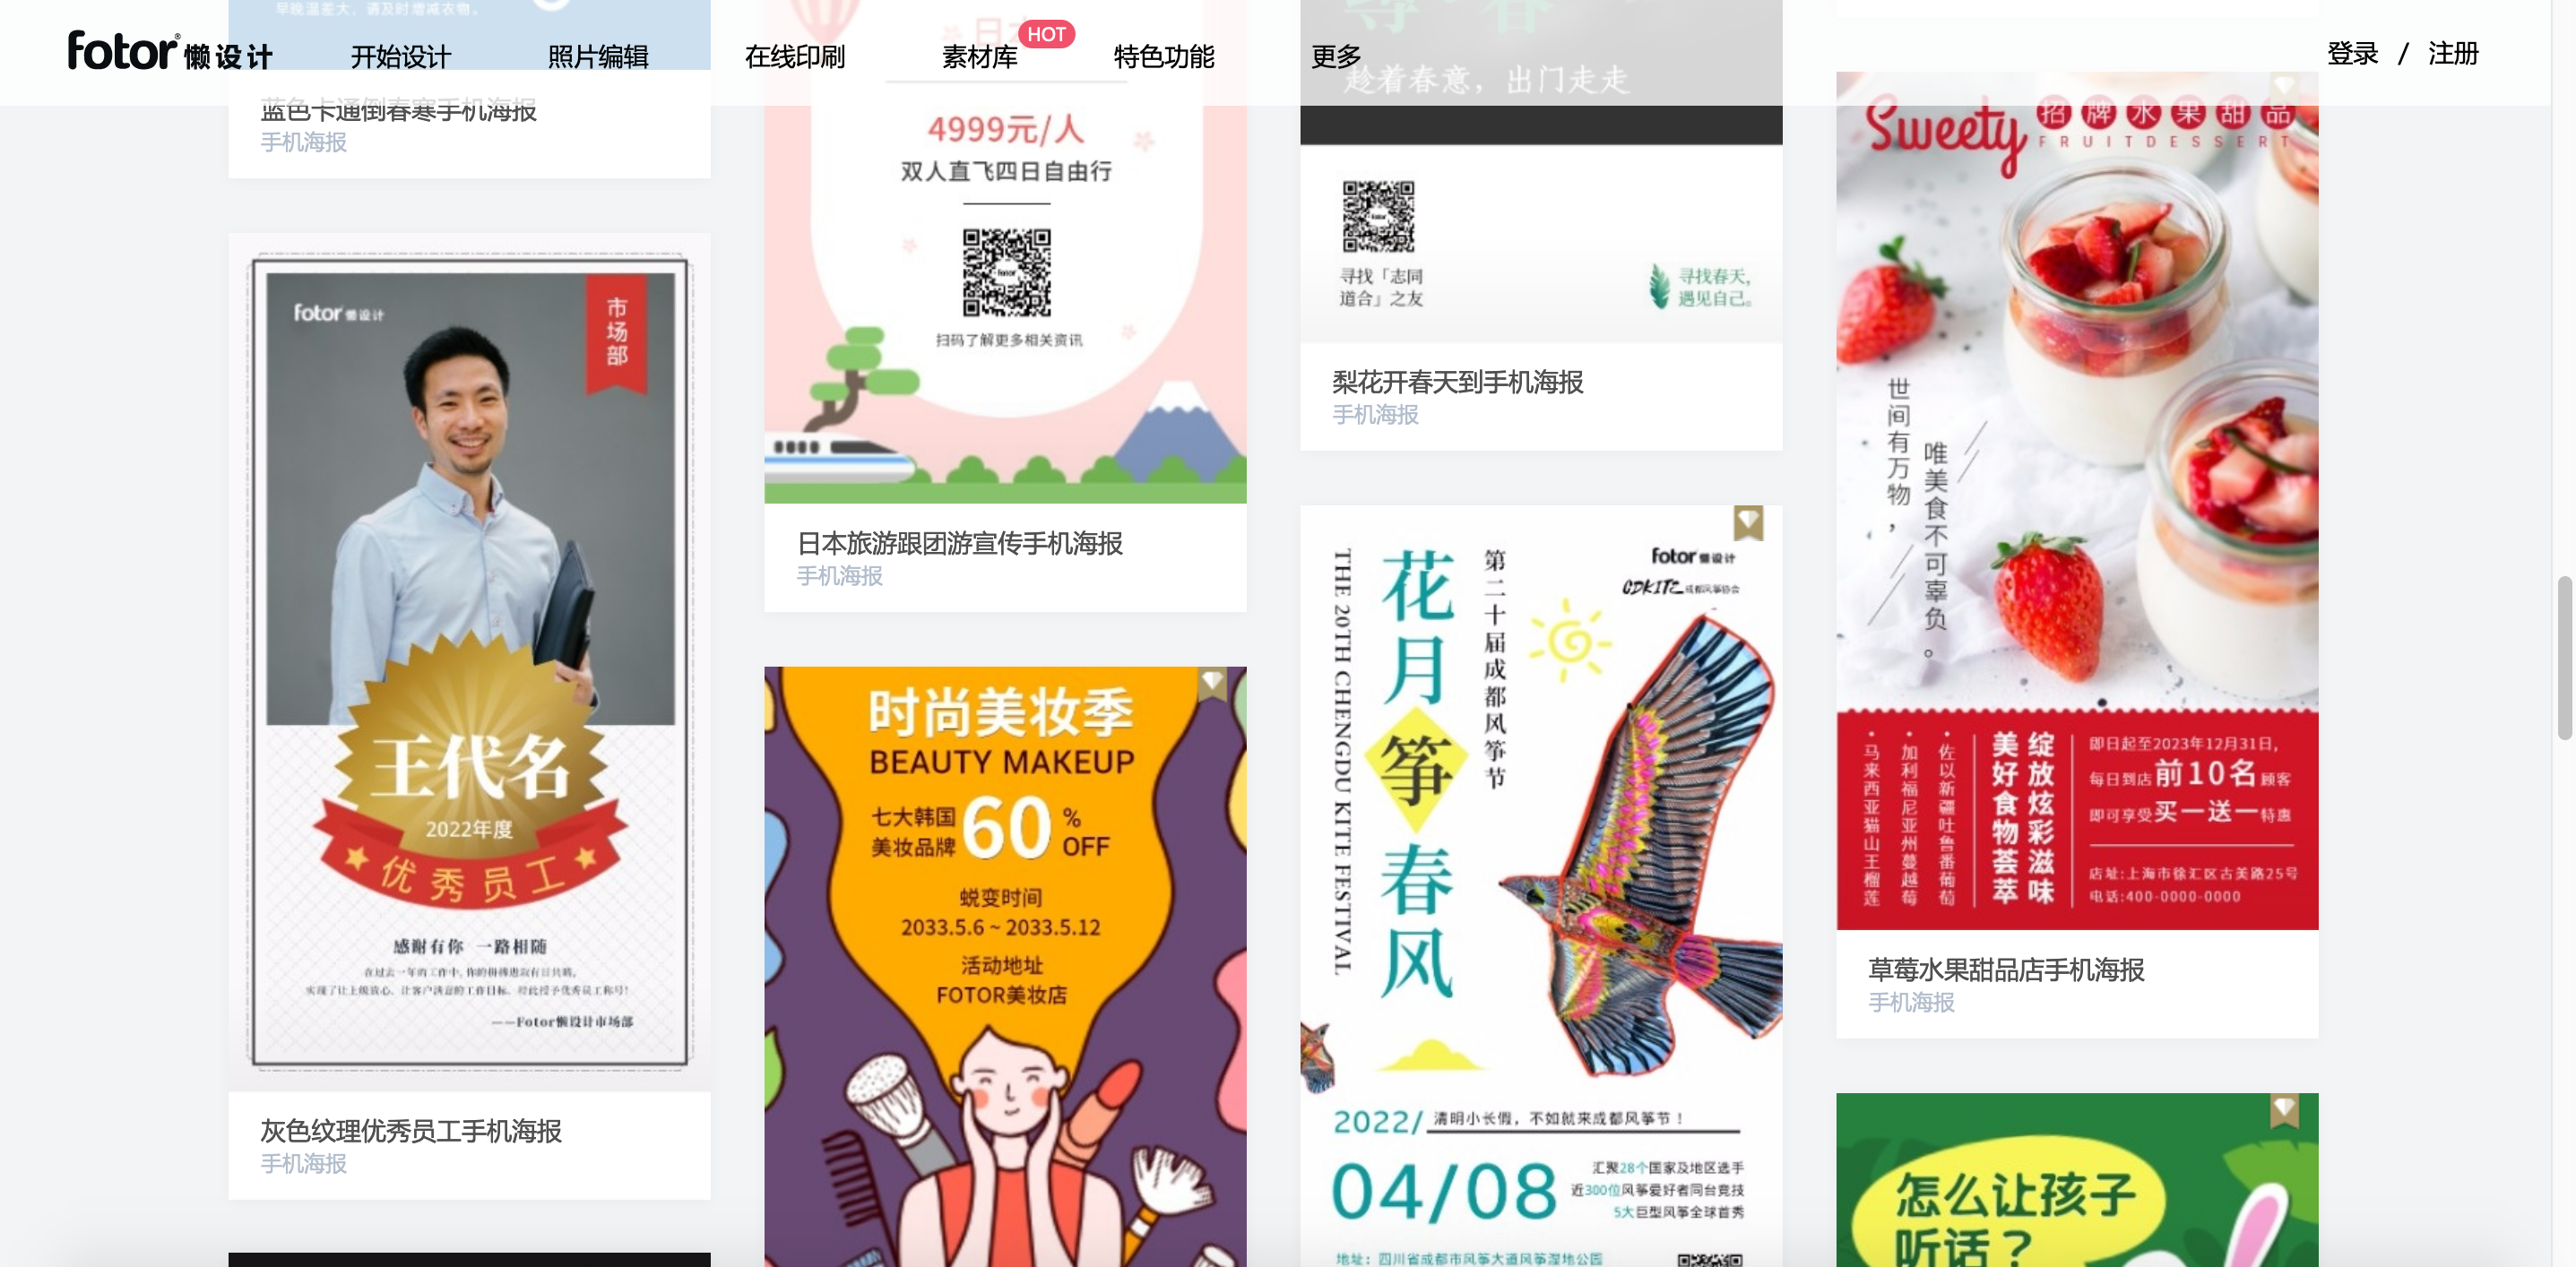 早晚温差大，请及时增减衣物。
fotor 懒设计
开始设计
照片编辑
在线印刷
素材库
HOT
特色功能
更多
登录 / 注册
蓝色卡通倒春寒手机海报
手机海报
fotor 懒设计
市场部
王代名
2022年度
优秀员工
感谢有你 一路相随
——Fotor懒设计市场部
灰色纹理优秀员工手机海报
手机海报
4999元/人
双人直飞四日自由行
扫码了解更多相关资讯
日本旅游跟团游宣传手机海报
手机海报
时尚美妆季
BEAUTY MAKEUP
七大韩国
美妆品牌
60
%
OFF
蜕变时间
2033.5.6 ~ 2033.5.12
活动地址
FOTOR美妆店
寻·春
趁着春意，出门走走
寻找「志同
道合」之友
寻找春天，
遇见自己。
梨花开春天到手机海报
手机海报
fotor 懒设计
CDKITE 成都风筝协会
THE 20TH CHENGDU KITE FESTIVAL
花月筝春风
第二十届成都风筝节
2022/ 清明小长假，不如就来成都风筝节！
04/08
汇聚28个国家及地区选手
近300位风筝爱好者同台竞技
5大巨型风筝全球首秀
地址：四川省成都市风筝大道风筝湿地公园
Sweety
招牌水果甜品
FRUITDESSERT
世间有万物，
唯美食不可辜负。
·马来西亚猫山王榴莲
·加利福尼亚州蔓越莓
·佐以新疆吐鲁番葡萄
美好食物荟萃
绽放炫彩滋味
即日起至2023年12月31日，
每日到店前10名顾客
即可享受买一送一特惠
店址:上海市徐汇区古美路25号
电话:400-0000-0000
草莓水果甜品店手机海报
手机海报
怎么让孩子
听话？